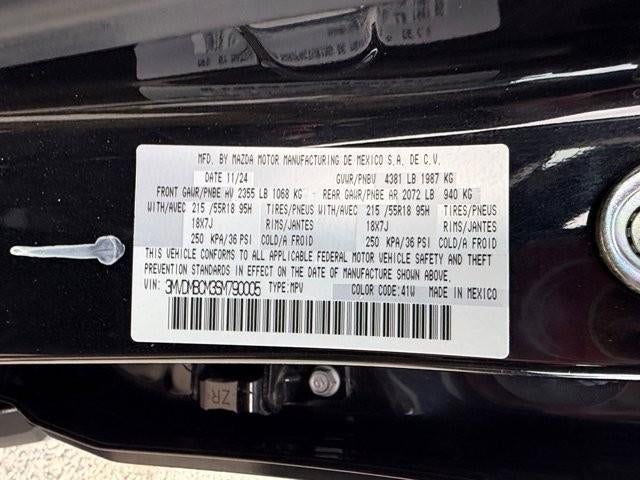 MFD. BY MAZDA MOTOR MANUFACTURING DE MEXICO S.A. DE C.V.
DATE 11/24 GVWR/PNBV 4381 LB 1987 KG
FRONT GAWR/PNBE AV 2355 LB 1068 KG - REAR GAWR/PNBE AR 2072 LB 940 KG
WITH/AVEC 215 /55R18 95H TIRES/PNEUS WITH/AVEC 215 /55R18 95H TIRES/PNEUS
18X7J RIMS/JANTES 18X7J RIMS/JANTES
250 KPA/36 PSI COLD/A FROID 250 KPA/36 PSI COLD/A FROID
THIS VEHICLE CONFORMS TO ALL APPLICABLE FEDERAL MOTOR VEHICLE SAFETY AND THEFT
PREVENTION STANDARDS IN EFFECT ON THE DATE OF MANUFACTURE SHOWN ABOVE.
VIN: 3MVDMBCM3SM790005 TYPE:MPV COLOR CODE:41W MADE IN MEXICO
ZR